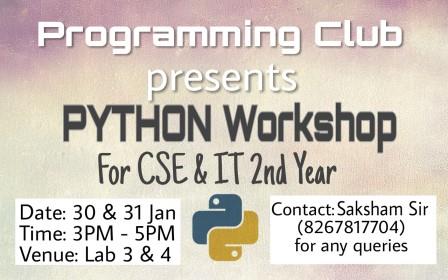 Programming Club
presents
PYTHON Workshop
For CSE & IT 2nd Year
Date: 30 & 31 Jan
Time: 3PM - 5PM
Venue: Lab 3 & 4
Contact: Saksham Sir
(8267817704)
for any queries